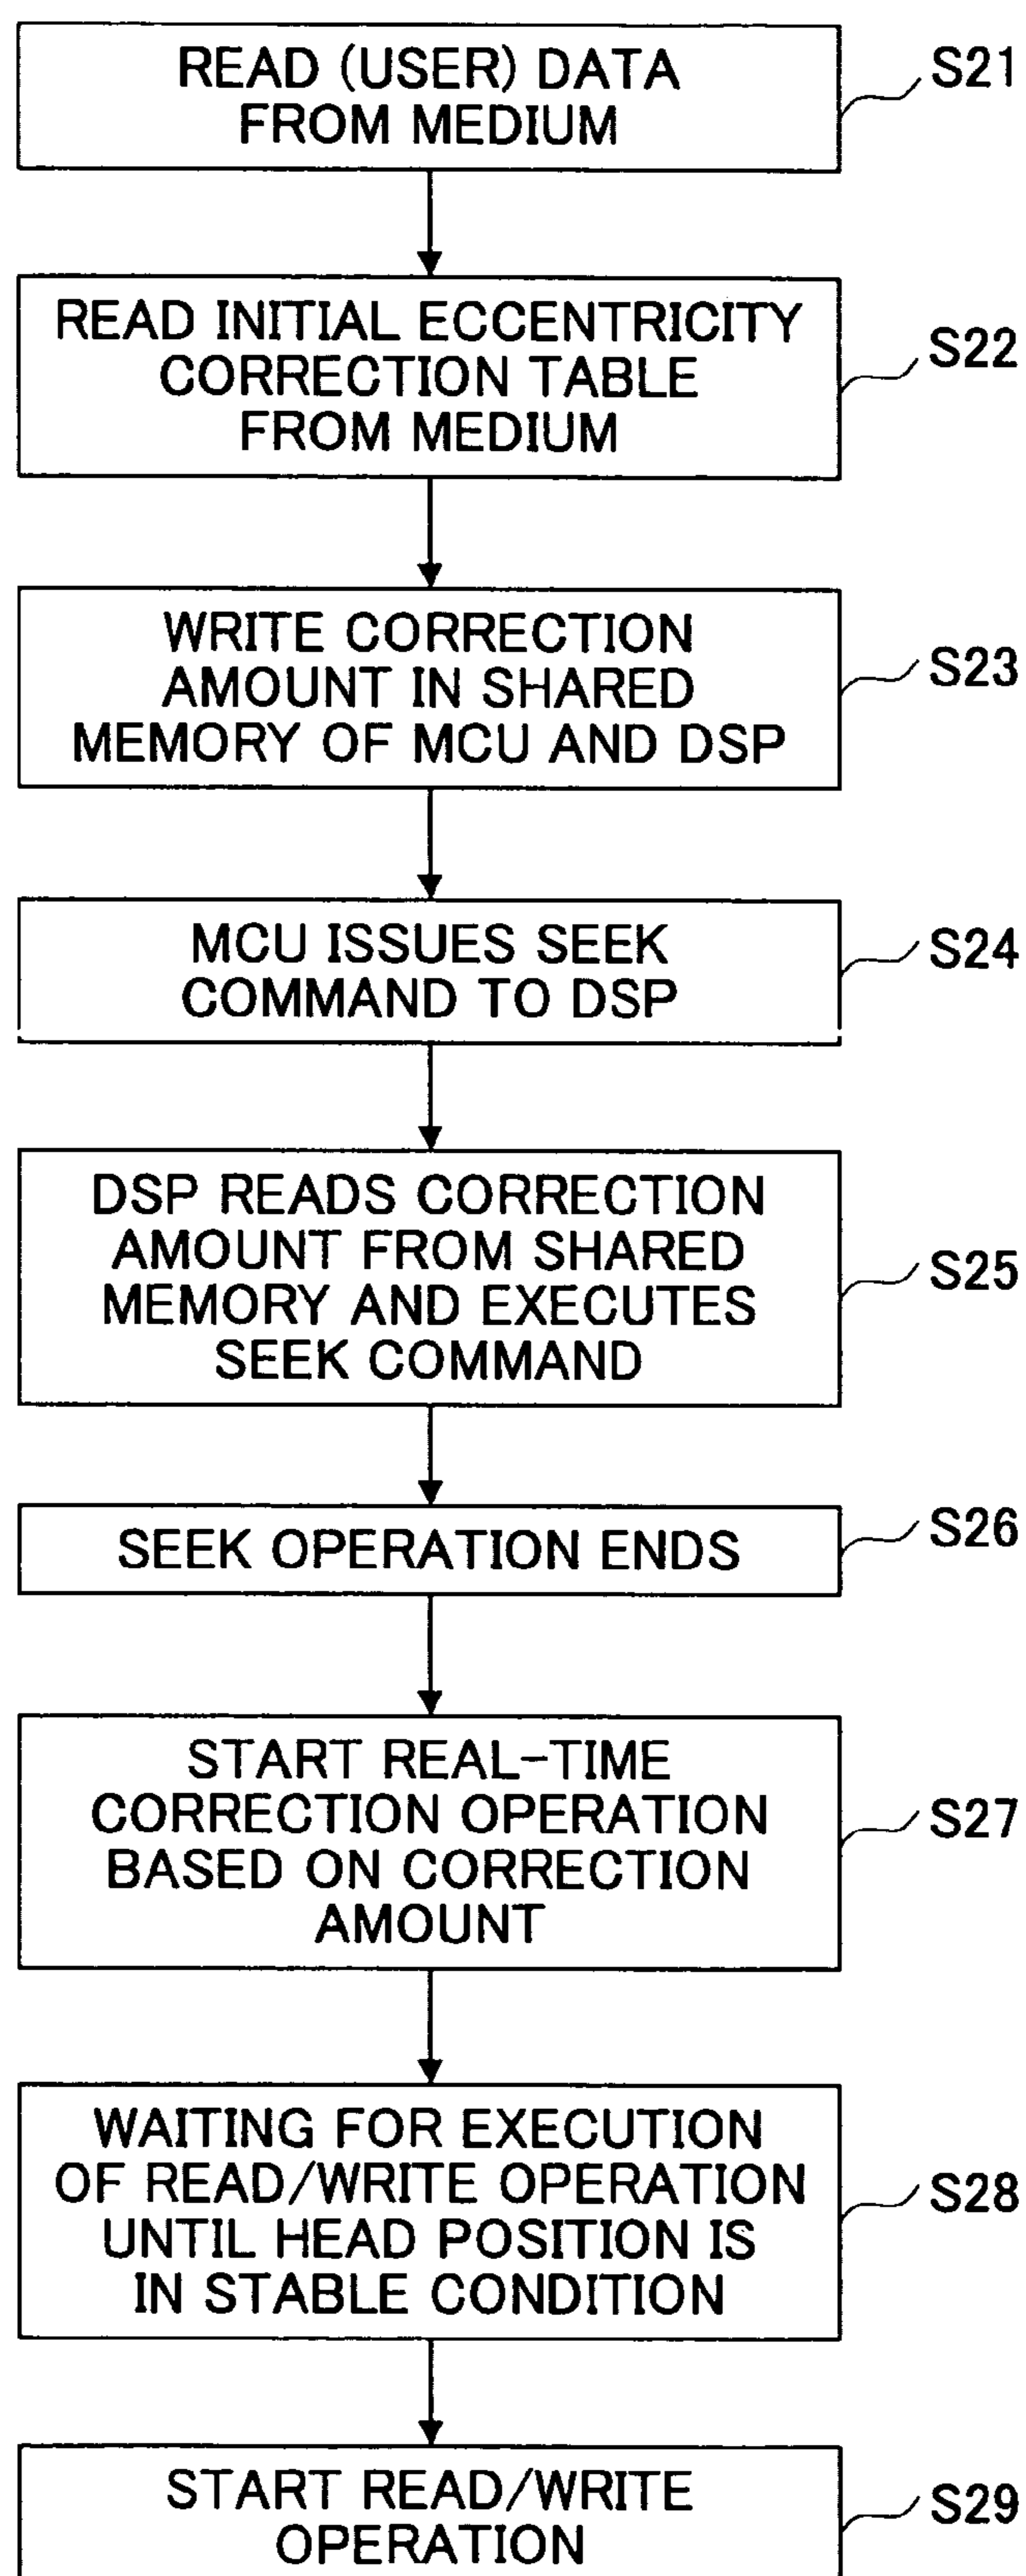 READ (USER) DATA
FROM MEDIUM
S21
READ INITIAL ECCENTRICITY
CORRECTION TABLE
FROM MEDIUM
S22
WRITE CORRECTION
AMOUNT IN SHARED
MEMORY OF MCU AND DSP
S23
MCU ISSUES SEEK
COMMAND TO DSP
S24
DSP READS CORRECTION
AMOUNT FROM SHARED
MEMORY AND EXECUTES
SEEK COMMAND
S25
SEEK OPERATION ENDS
S26
START REAL-TIME
CORRECTION OPERATION
BASED ON CORRECTION
AMOUNT
S27
WAITING FOR EXECUTION
OF READ/WRITE OPERATION
UNTIL HEAD POSITION IS
IN STABLE CONDITION
S28
START READ/WRITE
OPERATION
S29